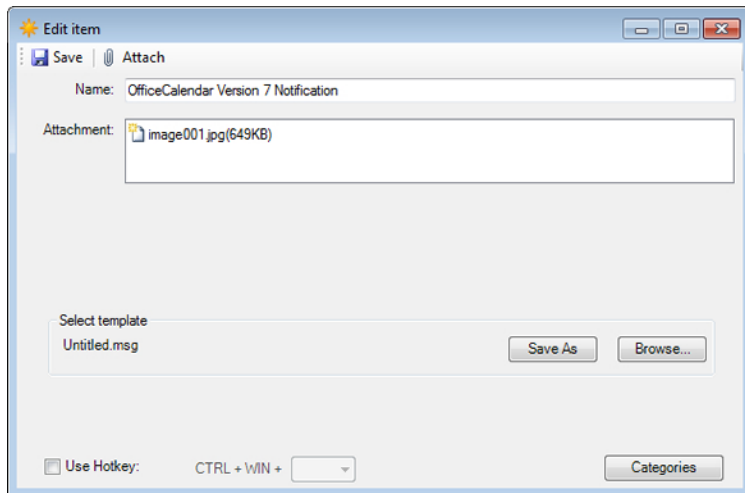 Edit item
Save Attach
Name: OfficeCalendar Version 7 Notification
Attachment: image001.jpg(649KB)
Select template
Untitled.msg Save As Browse...
Use Hotkey: CTRL + WIN + Categories